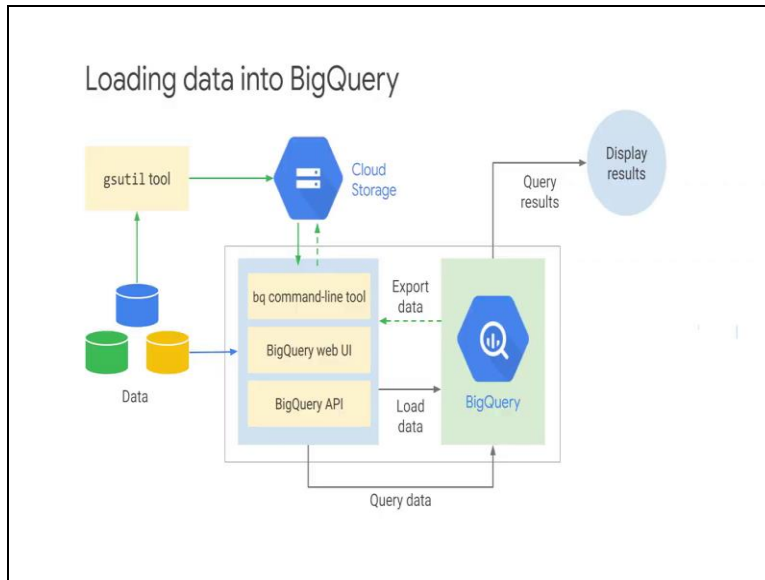 Loading data into BigQuery
gsutil tool
Cloud
Storage
Display
results
Query
results
bq command-line tool
BigQuery web UI
BigQuery API
Export
data
BigQuery
Data
Load
data
Query data